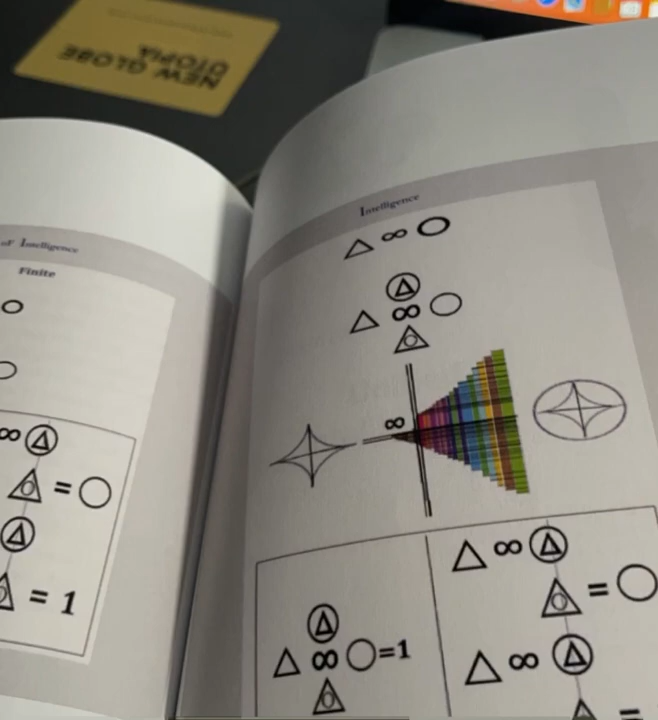 NEW GLOBE
UTOPIA
of Intelligence
Finite
= 
= 1
Intelligence
△ ∞ ○
△ ∞ ○
∞
△ ∞ ○=1
△ ∞
= ○
△ ∞
=